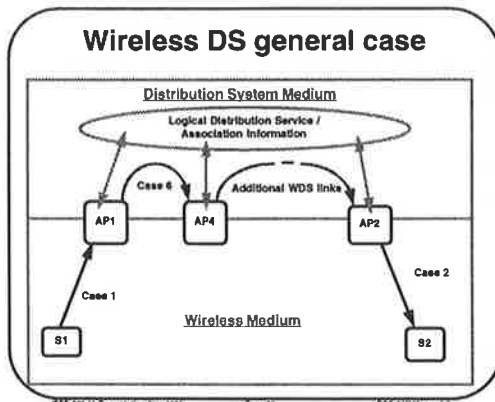 Wireless DS general case
Distribution System Medium
Logical Distribution Service /
Association Information
Case 6
Additional WDS links
AP1
AP4
AP2
Case 1
Case 2
Wireless Medium
S1
S2